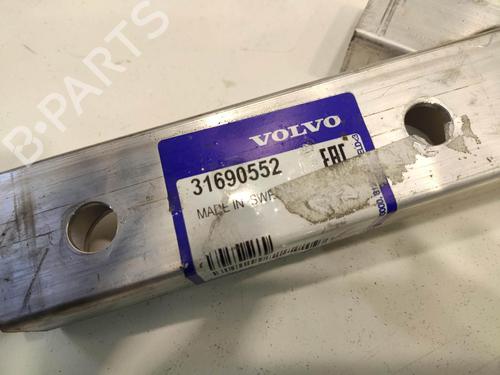 B-PARTS
VOLVO
31690552
EAC
MADE IN SWE